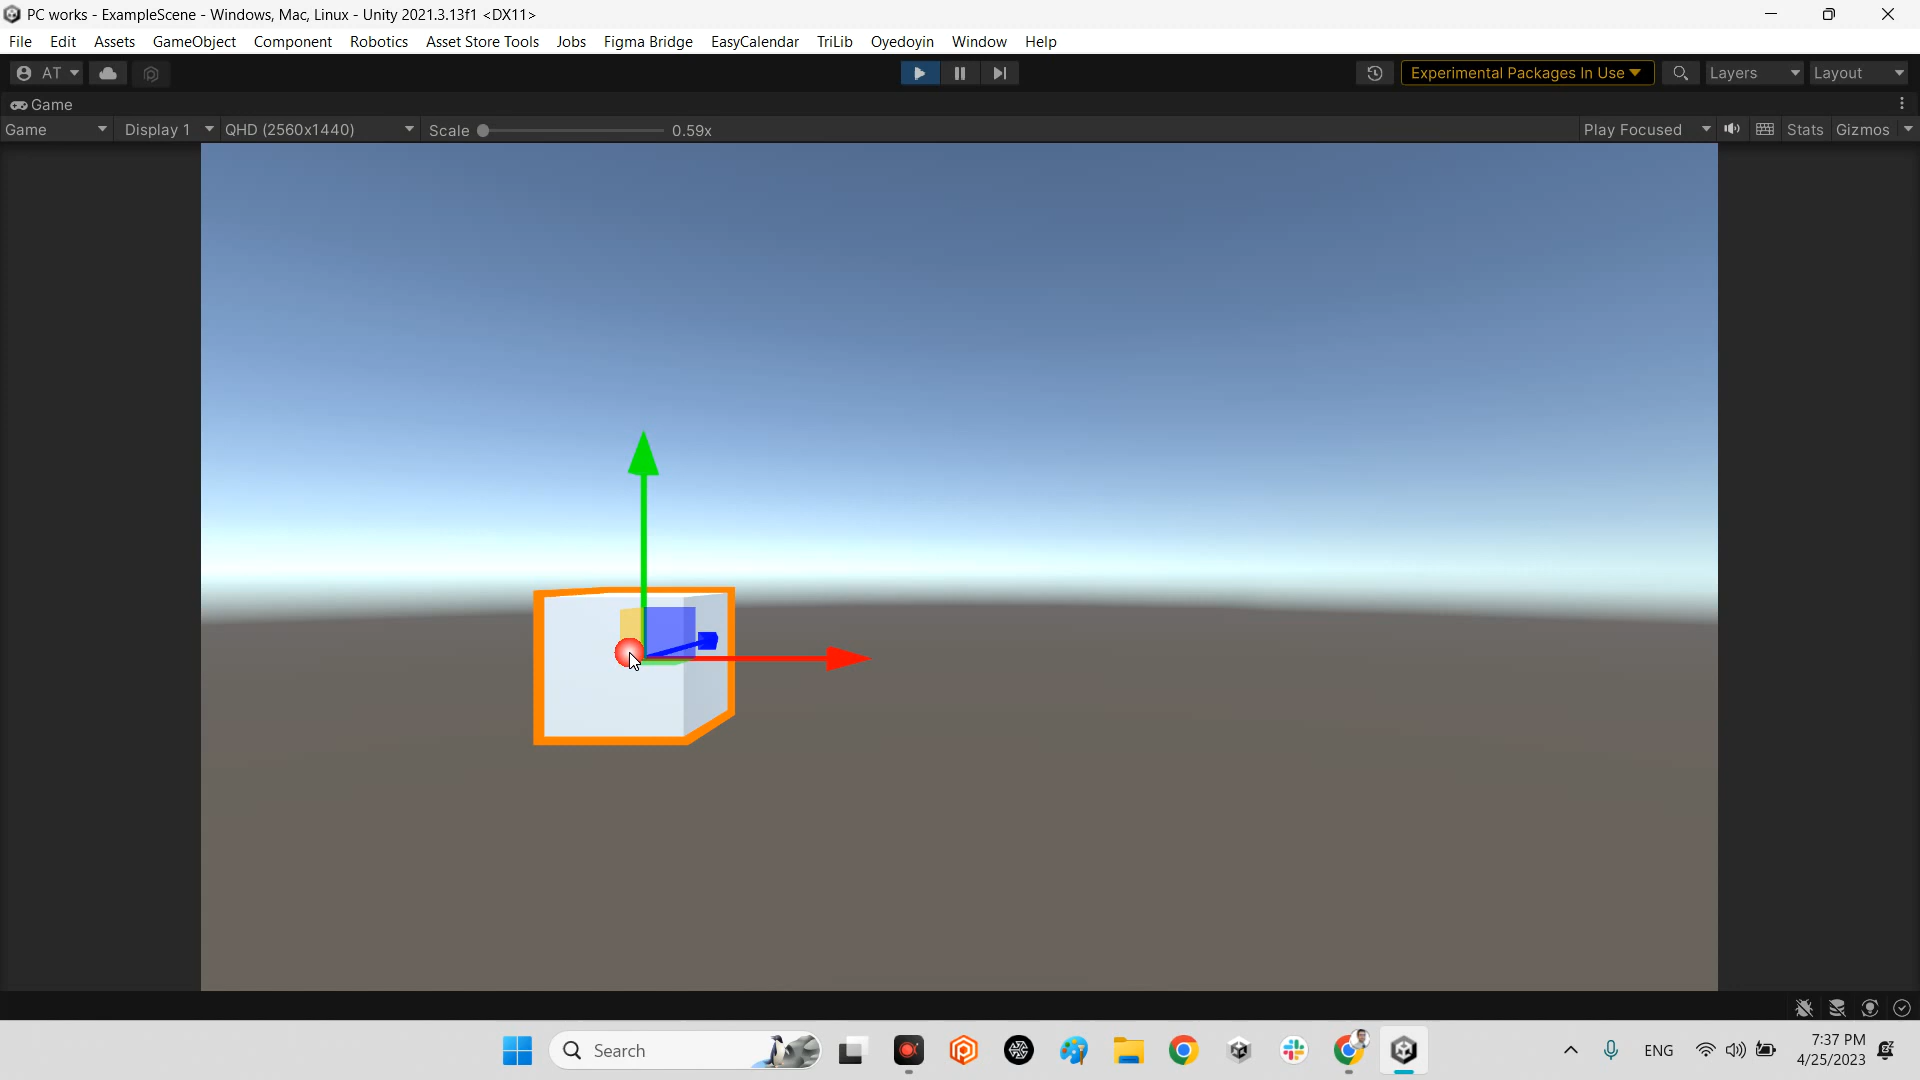 PC works - ExampleScene - Windows, Mac, Linux - Unity 2021.3.13f1 <DX11>
File Edit Assets GameObject Component Robotics Asset Store Tools Jobs Figma Bridge EasyCalendar TriLib Oyedoyin Window Help
AT Experimental Packages In Use Layers Layout
Game
Game Display 1 QHD (2560x1440) Scale 0.59x Play Focused Stats Gizmos
Search ENG 7:37 PM
4/25/2023